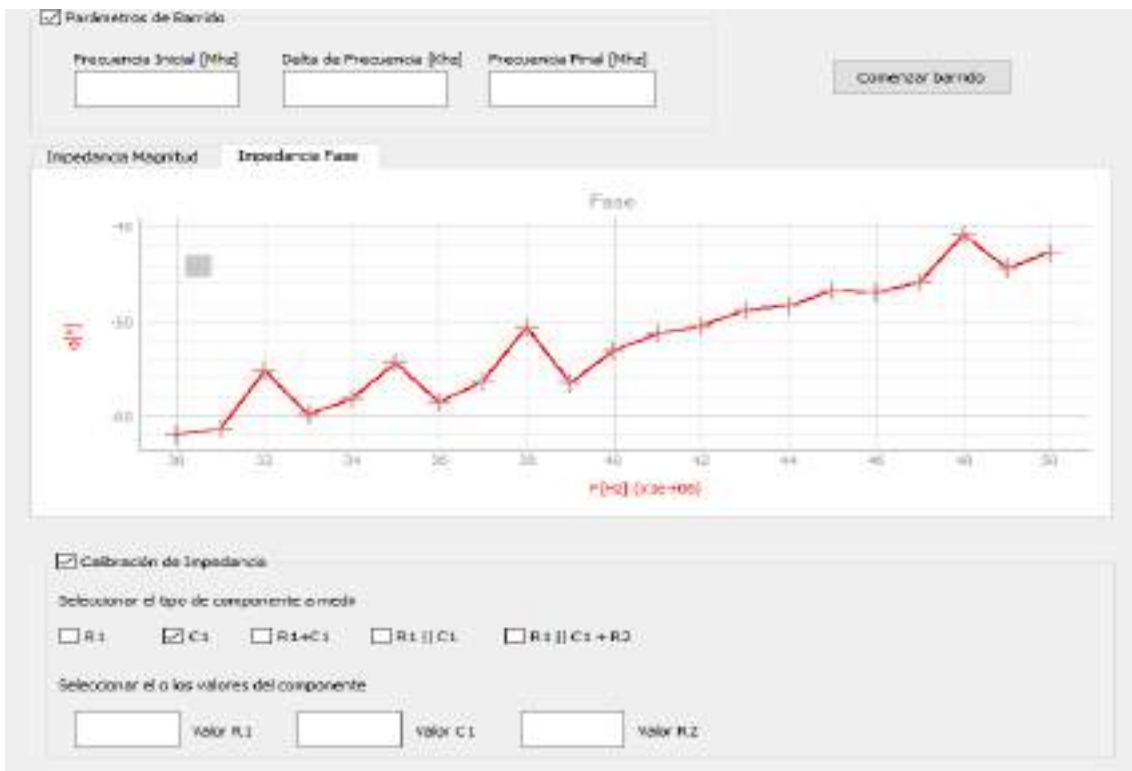 Parámetros de Barrido
Frecuencia Inicial [Mhz] Delta de Frecuencia [Khz] Frecuencia Final [Mhz]
Comenzar barrido
Impedancia Magnitud Impedancia Fase
Fase
-40
-50
-60
θ[°]
30 32 34 36 38 40 42 44 46 48 50
F[Hz] (x1e+06)
Calibración de Impedancia
Seleccionar el tipo de componente a medir
R1 C1 R1+C1 R1 || C1 R1 || C1 + R2
Seleccionar el o los valores del componente
Valor R1 Valor C1 Valor R2